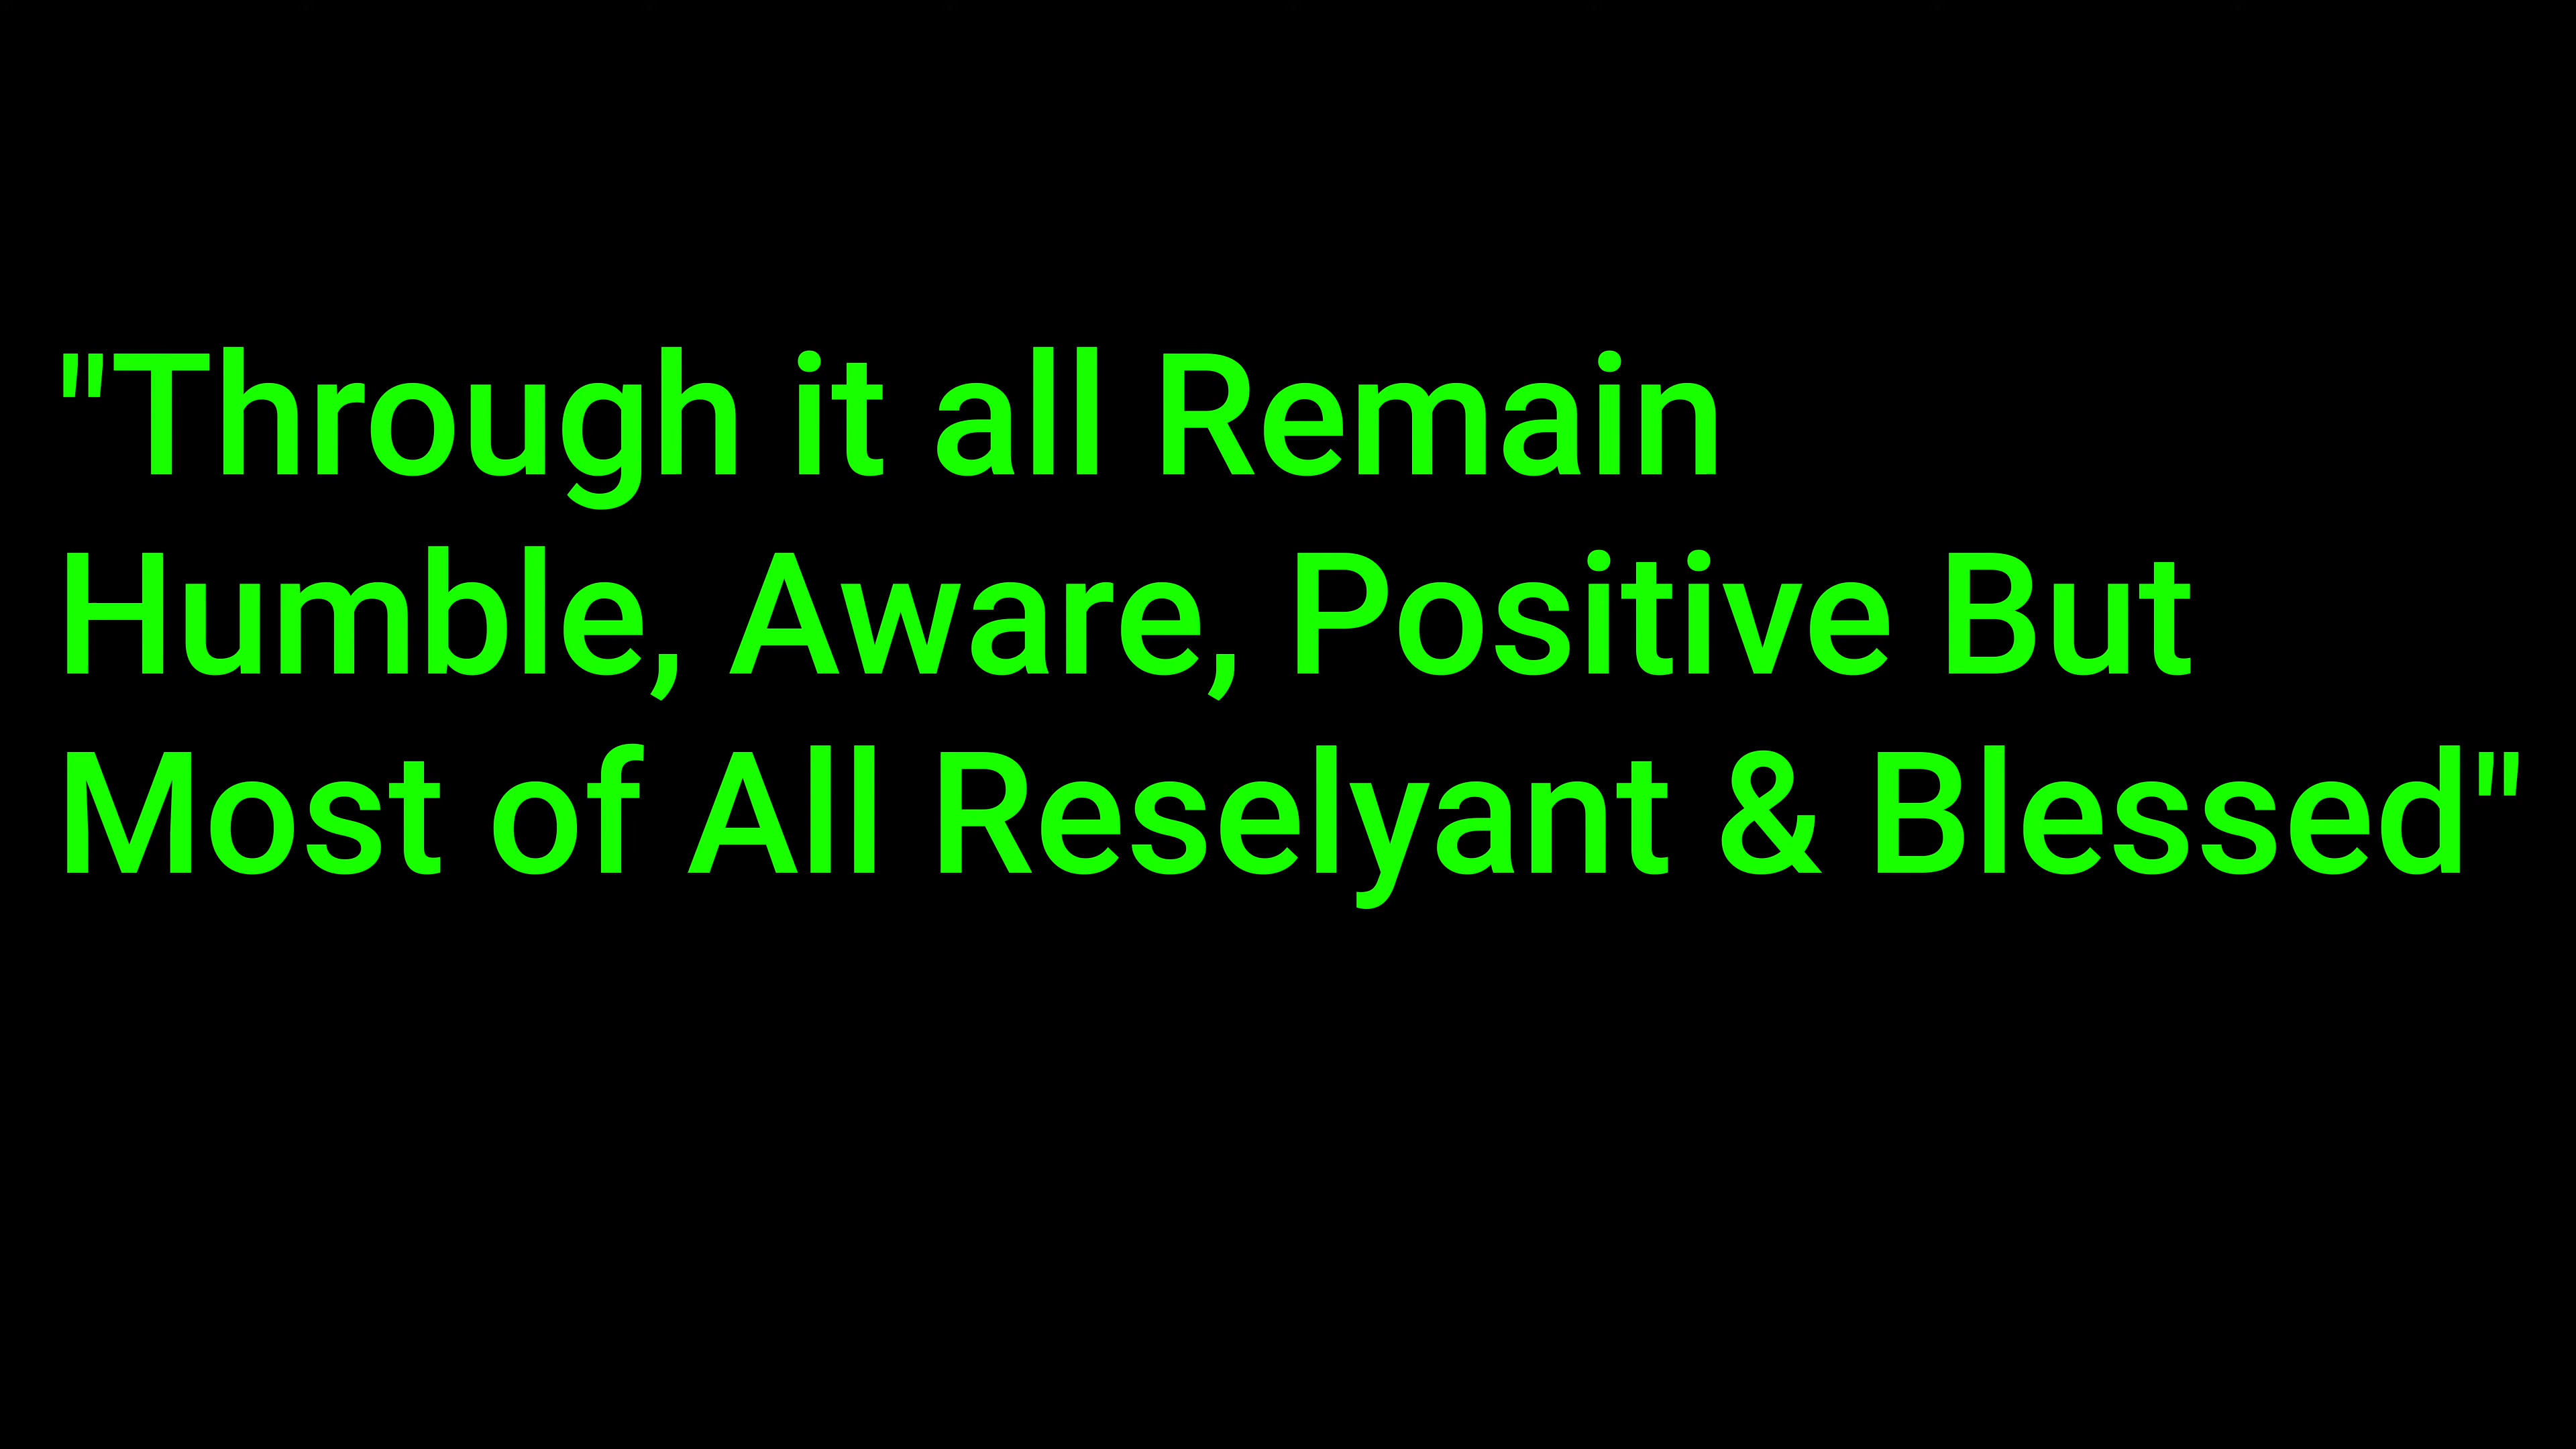 "Through it all Remain
Humble, Aware, Positive But
Most of All Reselyant & Blessed"